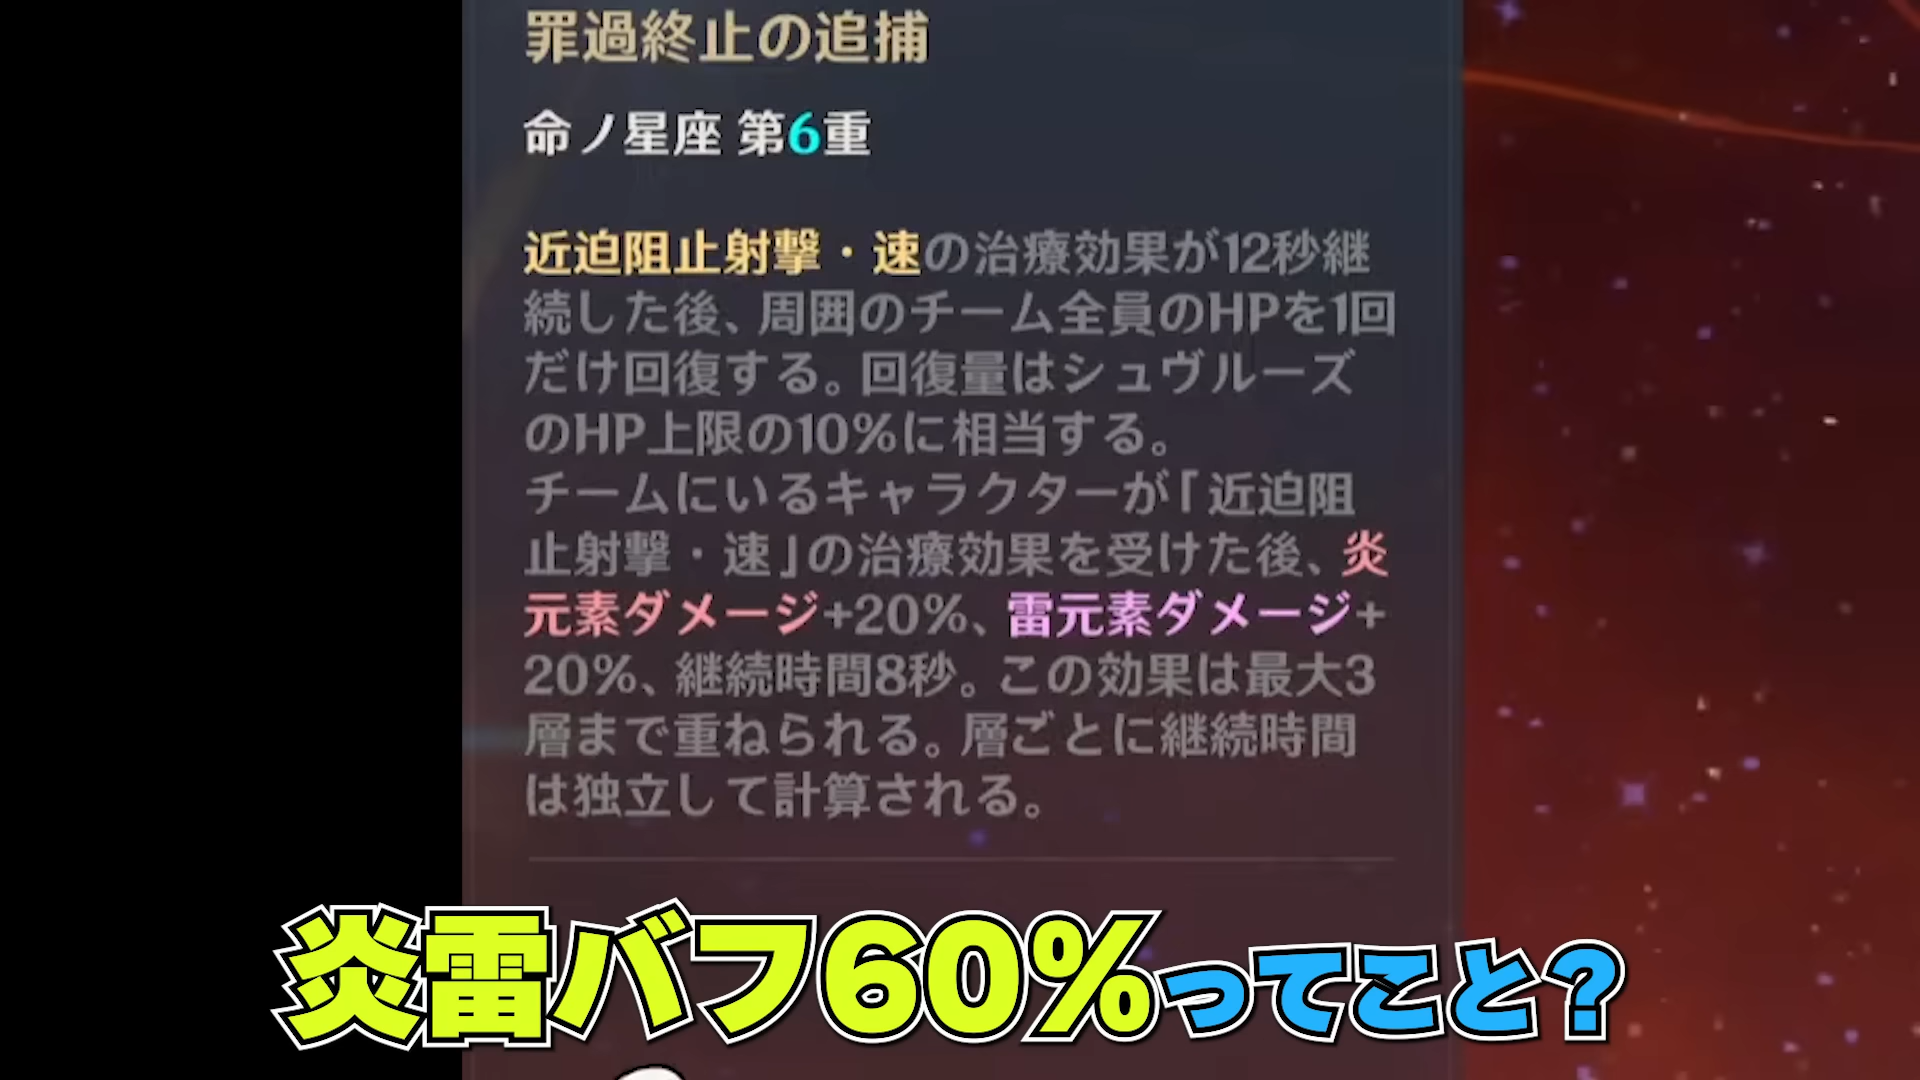 罪過終止の追捕
命ノ星座 第6重
近迫阻止射撃・速の治療効果が12秒継
続した後、周囲のチーム全員のHPを1回
だけ回復する。回復量はシュヴルーズ
のHP上限の10%に相当する。
チームにいるキャラクターが「近迫阻
止射撃・速」の治療効果を受けた後、炎
元素ダメージ+20%、雷元素ダメージ+
20%、継続時間8秒。この効果は最大3
層まで重ねられる。層ごとに継続時間
は独立して計算される。
炎雷バフ60%ってこと?